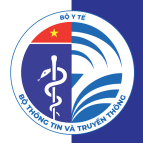 BỘ Y TẾ
BỘ THÔNG TIN VÀ TRUYỀN THÔNG